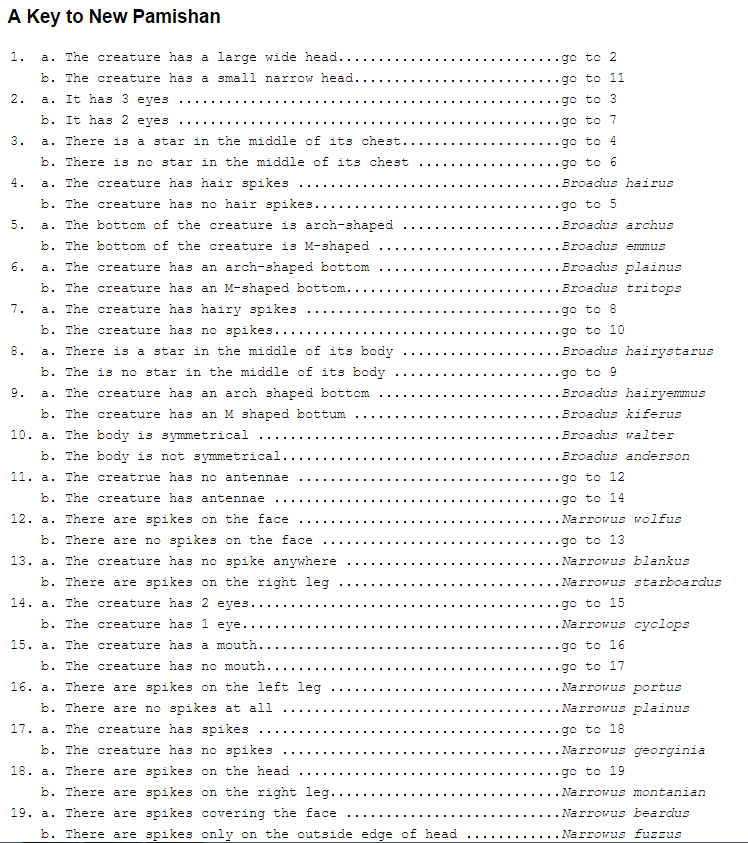 A Key to New Pamishan
1. a. The creature has a large wide head............................go to 2
b. The creature has a small narrow head..........................go to 11
2. a. It has 3 eyes ................................................go to 3
b. It has 2 eyes ................................................go to 7
3. a. There is a star in the middle of its chest....................go to 4
b. There is no star in the middle of its chest ..................go to 6
4. a. The creature has hair spikes .................................Broadus hairus
b. The creature has no hair spikes...............................go to 5
5. a. The bottom of the creature is arch-shaped ....................Broadus archus
b. The bottom of the creature is M-shaped .......................Broadus emmus
6. a. The creature has an arch-shaped bottom .......................Broadus plainus
b. The creature has an M-shaped bottom...........................Broadus tritops
7. a. The creature has hairy spikes ................................go to 8
b. The creature has no spikes....................................go to 10
8. a. There is a star in the middle of its body ....................Broadus hairystarus
b. The is no star in the middle of its body .....................go to 9
9. a. The creature has an arch shaped bottom .......................Broadus hairyemmus
b. The creature has an M shaped bottum ..........................Broadus kiferus
10. a. The body is symmetrical ......................................Broadus walter
b. The body is not symmetrical...................................Broadus anderson
11. a. The creatrue has no antennae .................................go to 12
b. The creature has antennae ....................................go to 14
12. a. There are spikes on the face .................................Narrowus wolfus
b. There are no spikes on the face ..............................go to 13
13. a. The creature has no spike anywhere ...........................Narrowus blankus
b. There are spikes on the right leg ............................Narrowus starboardus
14. a. The creature has 2 eyes.......................................go to 15
b. The creature has 1 eye........................................Narrowus cyclops
15. a. The creature has a mouth......................................go to 16
b. The creature has no mouth.....................................go to 17
16. a. There are spikes on the left leg .............................Narrowus portus
b. There are no spikes at all ...................................Narrowus plainus
17. a. The creature has spikes ......................................go to 18
b. The creature has no spikes ...................................Narrowus georginia
18. a. There are spikes on the head .................................go to 19
b. There are spikes on the right leg.............................Narrowus montanian
19. a. There are spikes covering the face ...........................Narrowus beardus
b. There are spikes only on the outside edge of head ............Narrowus fuzzus